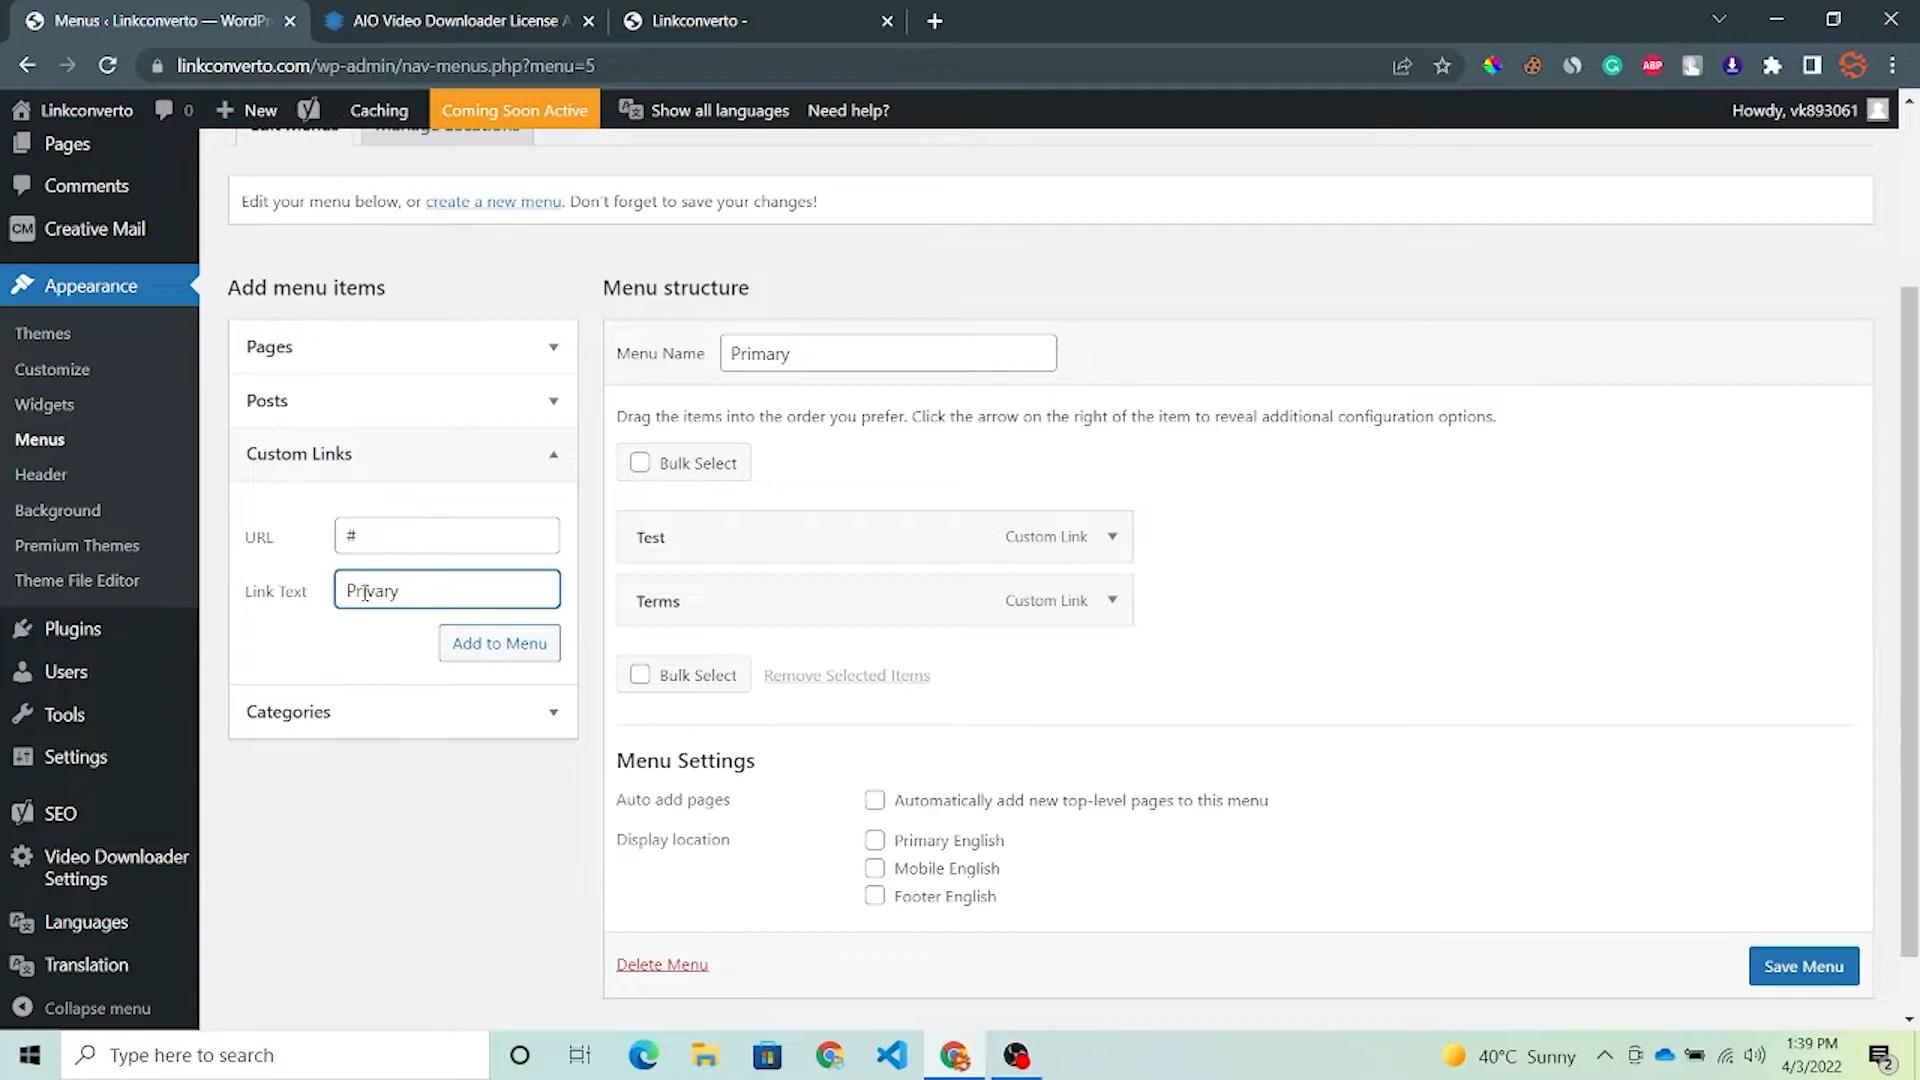 Menus ‹ Linkconverto — WordPr
AIO Video Downloader License A
Linkconverto -
linkconverto.com/wp-admin/nav-menus.php?menu=5
ABP
Linkconverto
0
New
Caching
Coming Soon Active
Show all languages
Need help?
Howdy, vk893061
Pages
Comments
CM
Creative Mail
Appearance
Themes
Customize
Widgets
Menus
Header
Background
Premium Themes
Theme File Editor
Plugins
Users
Tools
Settings
SEO
Video Downloader
Settings
Languages
Translation
Collapse menu
Edit Menus
Manage Locations
Edit your menu below, or create a new menu. Don't forget to save your changes!
Add menu items
Pages
Posts
Custom Links
URL
#
Link Text
Privary
Add to Menu
Categories
Menu structure
Menu Name
Primary
Drag the items into the order you prefer. Click the arrow on the right of the item to reveal additional configuration options.
Bulk Select
Test
Custom Link
Terms
Custom Link
Bulk Select
Remove Selected Items
Menu Settings
Auto add pages
Automatically add new top-level pages to this menu
Display location
Primary English
Mobile English
Footer English
Delete Menu
Save Menu
Type here to search
40°C Sunny
1:39 PM
4/3/2022
2